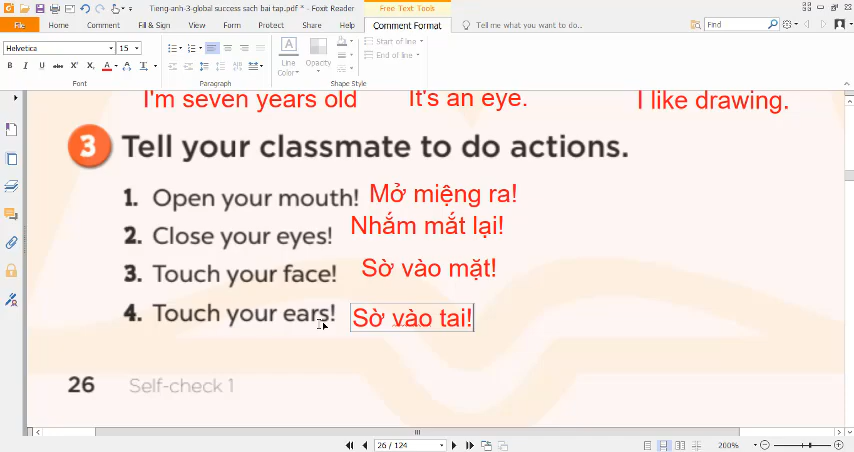 Tieng-anh-3-global success sach bai tap.pdf * - Foxit Reader
Free Text Tools
File Home Comment Fill & Sign View Form Protect Share Help Comment Format Tell me what you want to do... Find
Helvetica 15
Start of line
End of line
Line Color
Opacity
Font Paragraph Shape Style
I'm seven years old It's an eye. I like drawing.
3 Tell your classmate to do actions.
1. Open your mouth! Mở miệng ra!
2. Close your eyes! Nhắm mắt lại!
3. Touch your face! Sờ vào mặt!
4. Touch your ears! Sờ vào tai!
26 Self-check 1
26 / 124 200%